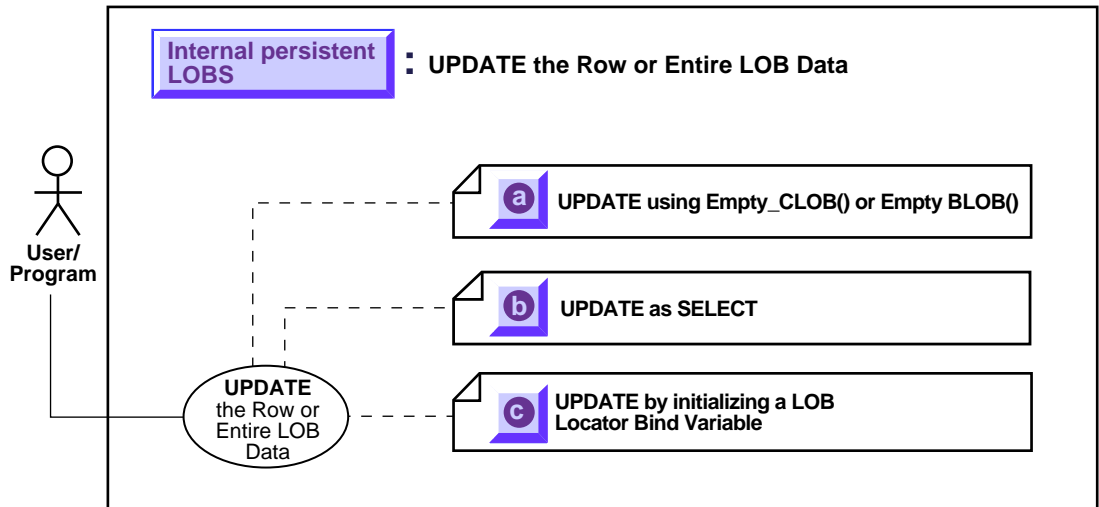 Internal persistent
LOBS
: UPDATE the Row or Entire LOB Data
a UPDATE using Empty_CLOB() or Empty BLOB()
User/
Program
b UPDATE as SELECT
UPDATE
the Row or
Entire LOB
Data
c UPDATE by initializing a LOB
Locator Bind Variable